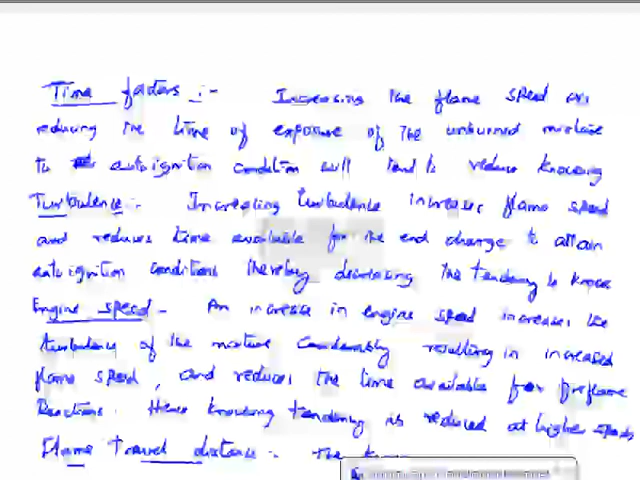 Time factors :- Increasing the flame speed or
reducing the time of exposure of the unburned mixture
to autoignition condition will tend to reduce knocing
Turbulence :- Increasing turbulence increases flame speed
and reduces time available for the end charge to attain
autoignition conditions thereby decreasing the tendency to knock
Engine speed - An increase in engine speed increases the
turbulency of the mixture considerably resulting in increased
flame speed, and reduces the time available for preflame
Reactions. Hence knocing tendency is reduced at higher speeds
Flame Travel distance :- The